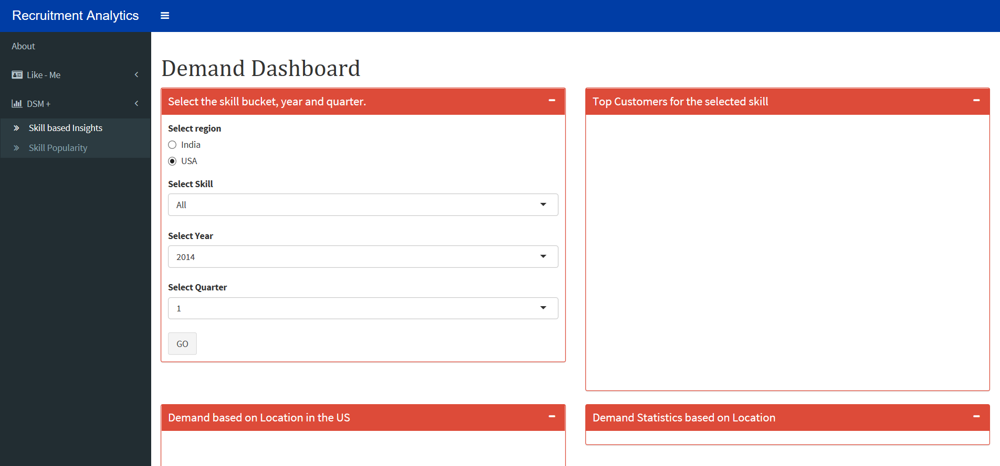 Recruitment Analytics
About
Like - Me
DSM +
Skill based Insights
Skill Popularity
Demand Dashboard
Select the skill bucket, year and quarter.
Select region
India
USA
Select Skill
All
Select Year
2014
Select Quarter
1
GO
Top Customers for the selected skill
Demand based on Location in the US
Demand Statistics based on Location